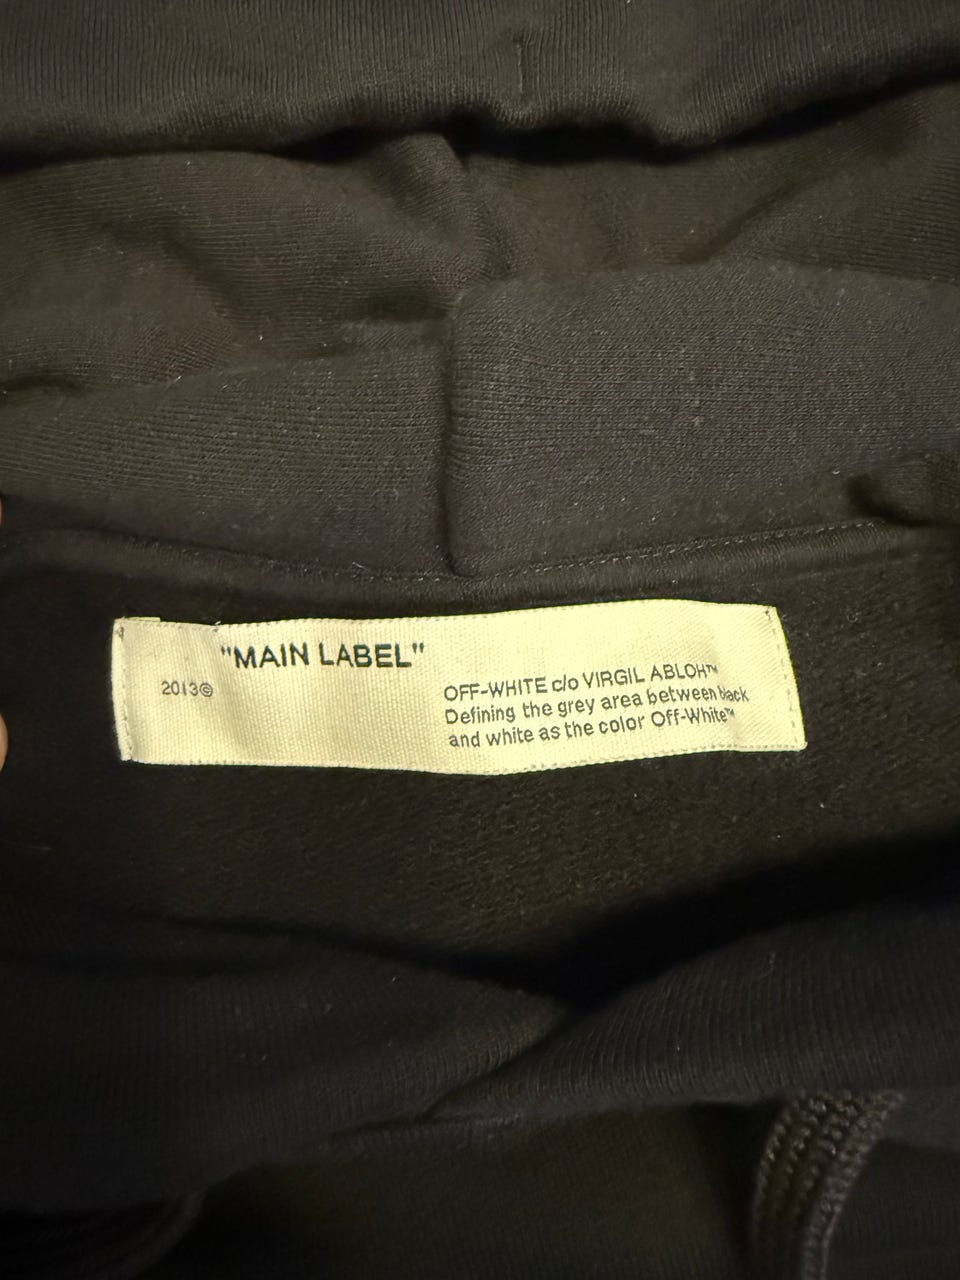 "MAIN LABEL"
2013©
OFF-WHITE c/o VIRGIL ABLOH™
Defining the grey area between black
and white as the color Off-White™